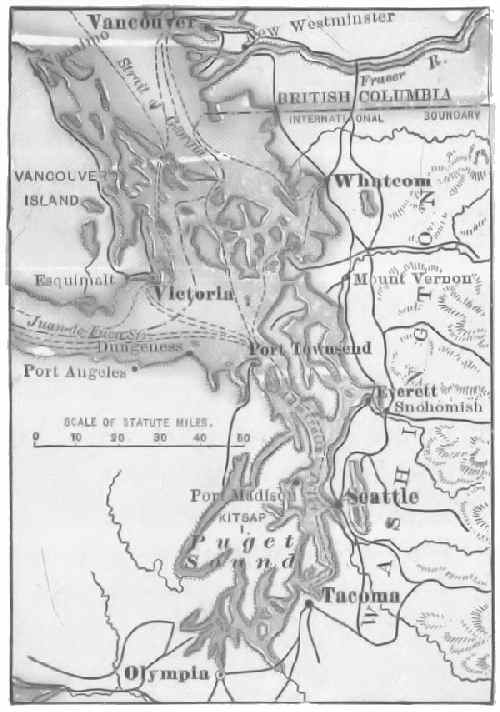 Vancouver
New Westminster
Nanaimo
Strait of Georgia
Fraser R.
BRITISH COLUMBIA
INTERNATIONAL BOUNDARY
VANCOUVER
ISLAND
Whatcom
Esquimalt
Mount Vernon
Victoria
Juan de Fuca Str.
Dungeness
Port Townsend
Port Angeles
Everett
Snohomish
SCALE OF STATUTE MILES.
0 10 20 30 40 50
Port Madison
Seattle
KITSAP
I.
Puget
Sound
WASHINGTON
Tacoma
Olympia